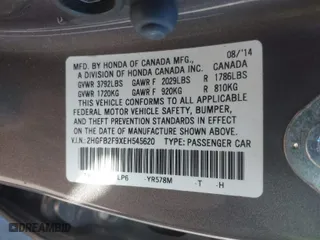 MFD. BY HONDA OF CANADA MFG.,
A DIVISION OF HONDA CANADA INC.
08/'14
CANADA
GVWR 3792LBS GAWR F 2029LBS R 1786LBS
GVWR 1720KG GAWR F 920KG R 810KG
THIS VEHICLE CONFORMS TO ALL APPLICABLE
FEDERAL MOTOR VEHICLE SAFETY, BUMPER,
AND THEFT PREVENTION STANDARDS IN EFFECT
ON THE DATE OF MANUFACTURE SHOWN ABOVE.
V.I.N.: 2HGFB2F9XEH545620 TYPE: PASSENGER CAR
LP6 -YR578M -T -H
DRIVEHISTORY